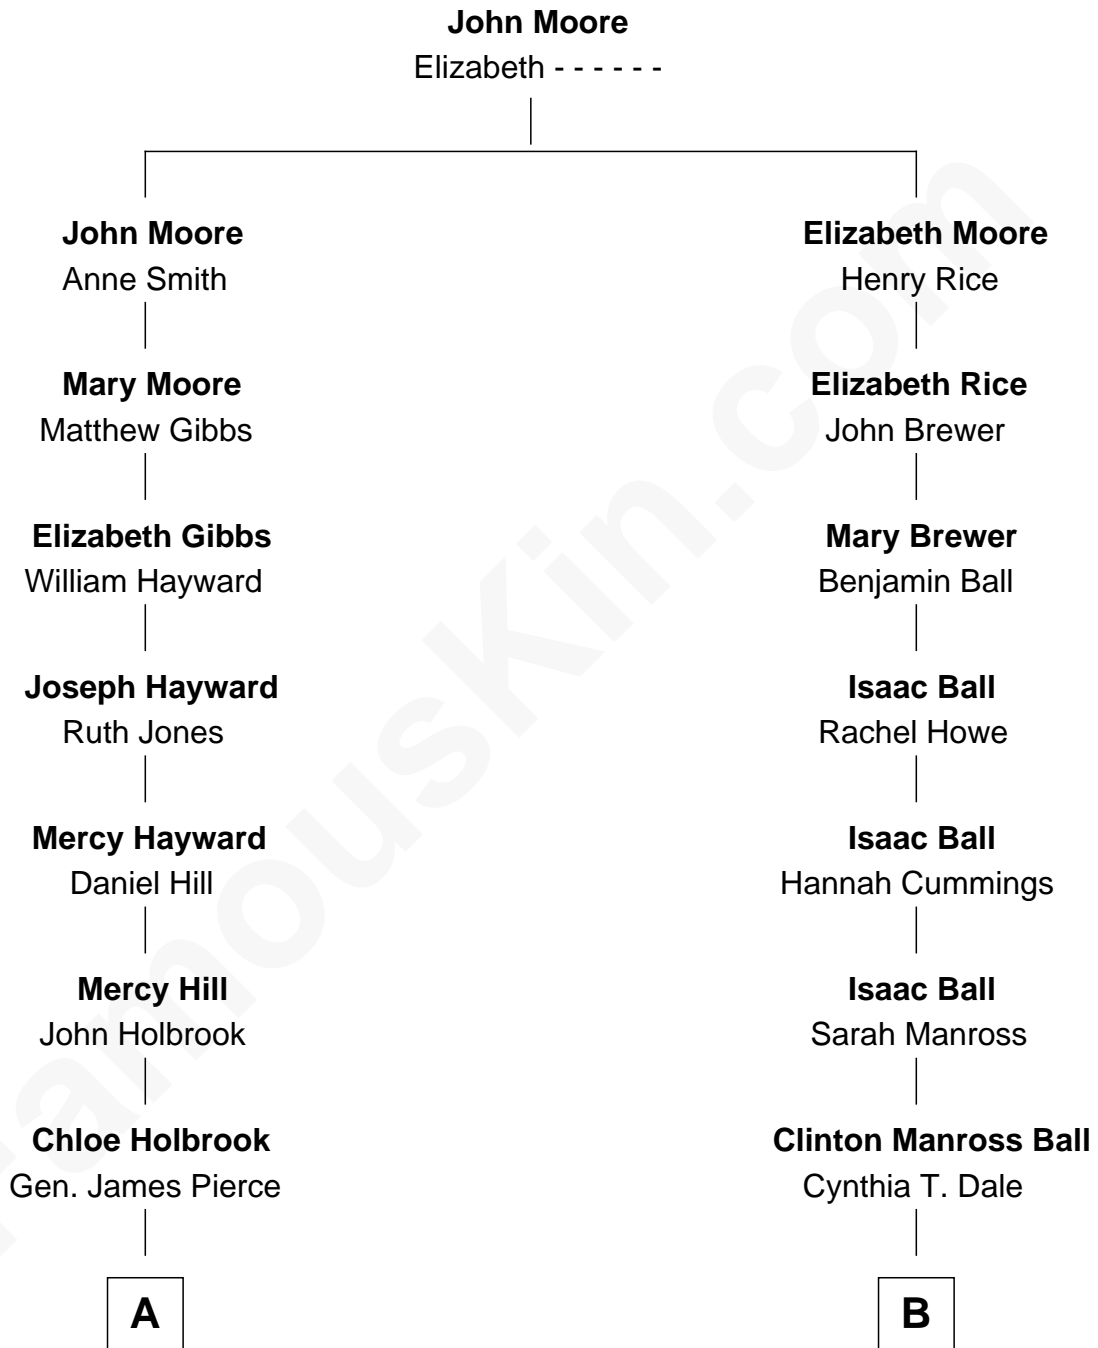 John Moore
Elizabeth - - - - - -
John Moore
Anne Smith
Elizabeth Moore
Henry Rice
Mary Moore
Matthew Gibbs
Elizabeth Rice
John Brewer
Elizabeth Gibbs
William Hayward
Mary Brewer
Benjamin Ball
Joseph Hayward
Ruth Jones
Isaac Ball
Rachel Howe
Mercy Hayward
Daniel Hill
Isaac Ball
Hannah Cummings
Mercy Hill
John Holbrook
Isaac Ball
Sarah Manross
Chloe Holbrook
Gen. James Pierce
Clinton Manross Ball
Cynthia T. Dale
A
B
FamousKin.com